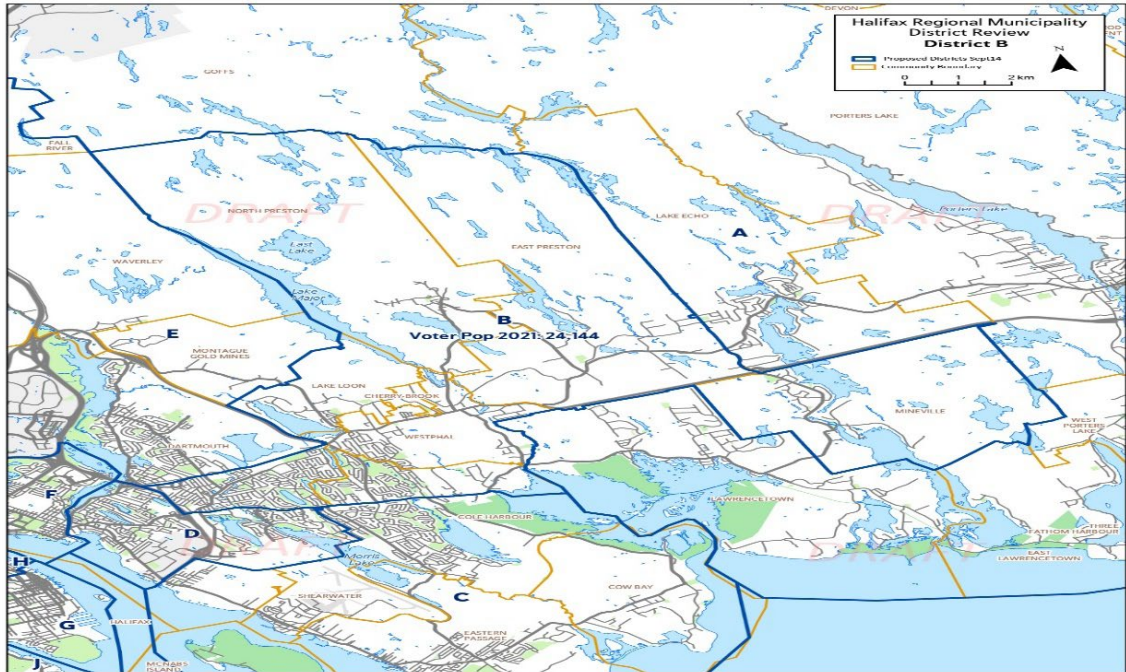 DEVON
Halifax Regional Municipality
District Review
District B
N
Proposed Districts Sept14
Community Boundary
0 1 2 km
GOFFS
PORTERS LAKE
FALL
RIVER
DRAFT
DRAFT
NORTH PRESTON
LAKE ECHO
Porters Lake
A
EAST PRESTON
Last
Lake
WAVERLEY
Lake
Major
B
Voter Pop 2021: 24,144
E
MONTAGUE
GOLD MINES
LAKE LOON
CHERRY BROOK
MINEVILLE
WEST
PORTERS
LAKE
DARTMOUTH
WESTPHAL
F
LAWRENCETOWN
COLE HARBOUR
THREE
FATHOM HARBOUR
D
DRAFT
DRAFT
EAST
LAWRENCETOWN
Morris
Lake
H
COW BAY
SHEARWATER
C
G
HALIFAX
EASTERN
PASSAGE
MCNABS
ISLAND
J